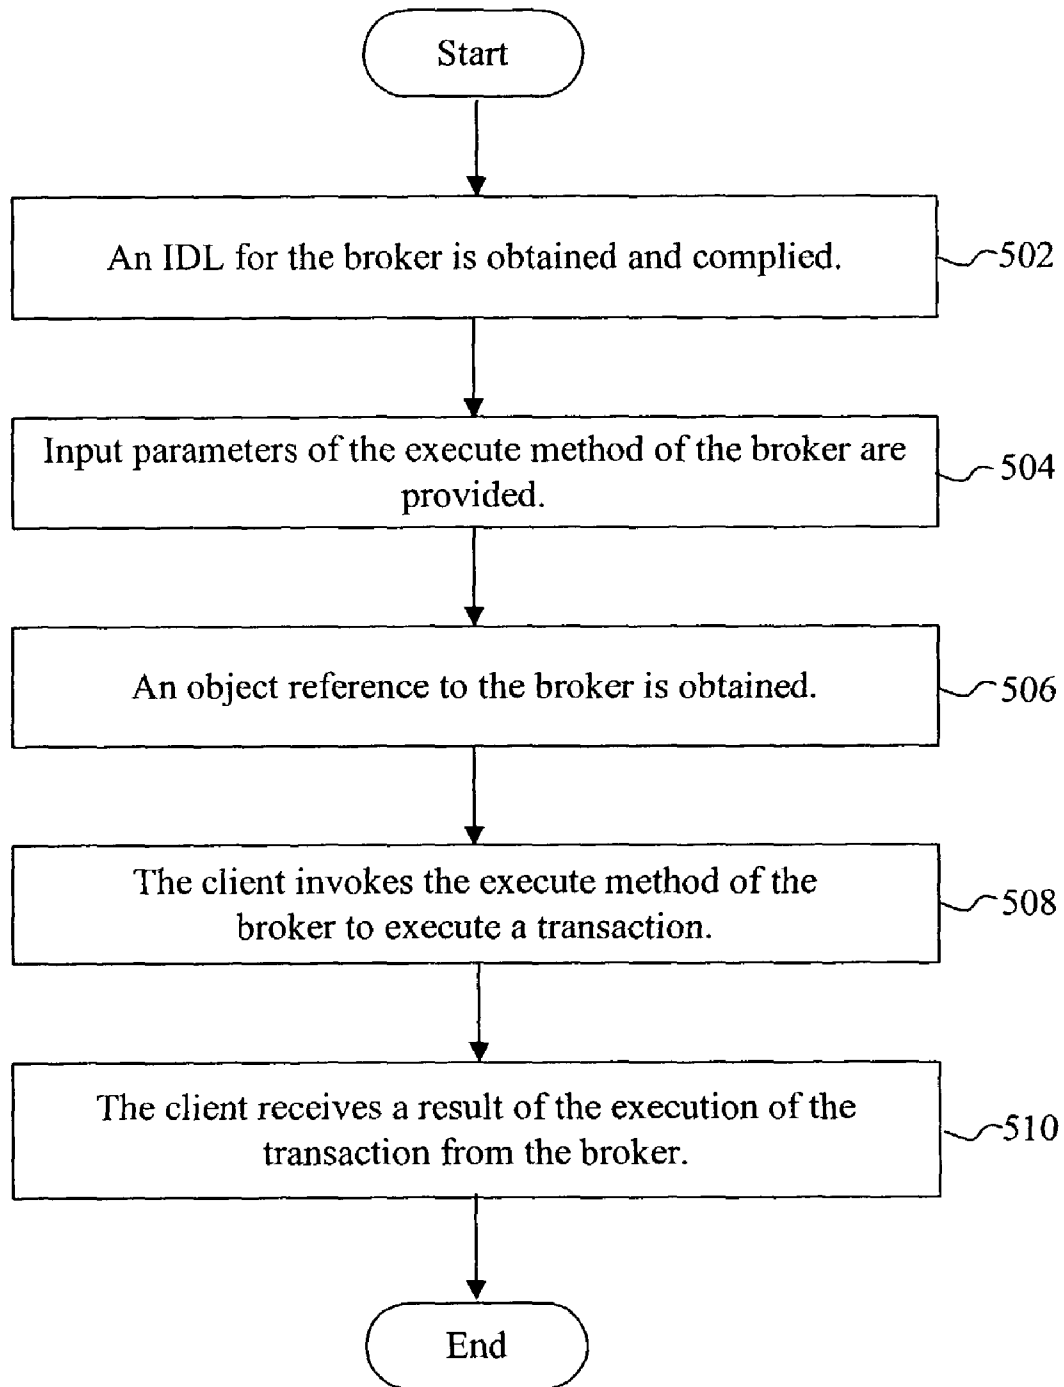 Start
An IDL for the broker is obtained and complied.
502
Input parameters of the execute method of the broker are
provided.
504
An object reference to the broker is obtained.
506
The client invokes the execute method of the
broker to execute a transaction.
508
The client receives a result of the execution of the
transaction from the broker.
510
End